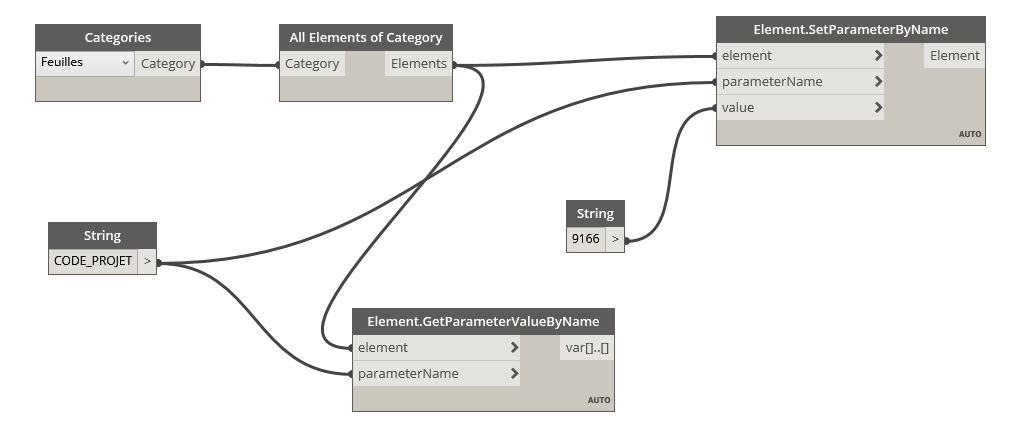 Categories
Feuilles Category
All Elements of Category
Category Elements
Element.SetParameterByName
element > Element
parameterName >
value >
AUTO
String
9166 >
String
CODE_PROJET >
Element.GetParameterValueByName
element > var[]..[]
parameterName >
AUTO